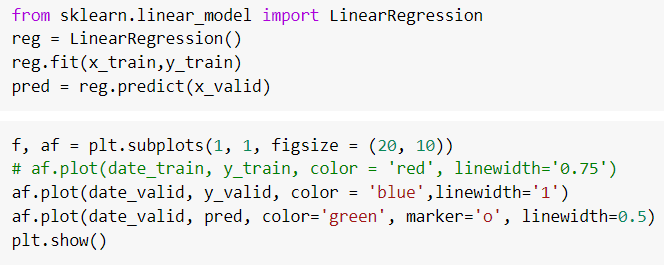 from sklearn.linear_model import LinearRegression
reg = LinearRegression()
reg.fit(x_train,y_train)
pred = reg.predict(x_valid)
f, af = plt.subplots(1, 1, figsize = (20, 10))
# af.plot(date_train, y_train, color = 'red', linewidth='0.75')
af.plot(date_valid, y_valid, color = 'blue',linewidth='1')
af.plot(date_valid, pred, color='green', marker='o', linewidth=0.5)
plt.show()